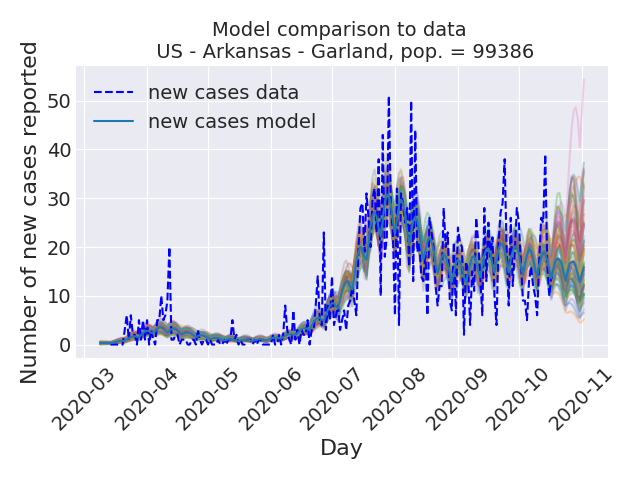 Model comparison to data
US - Arkansas - Garland, pop. = 99386
Number of new cases reported
50
40
30
20
10
0
new cases data
new cases model
2020-03
2020-04
2020-05
2020-06
2020-07
2020-08
2020-09
2020-10
2020-11
Day